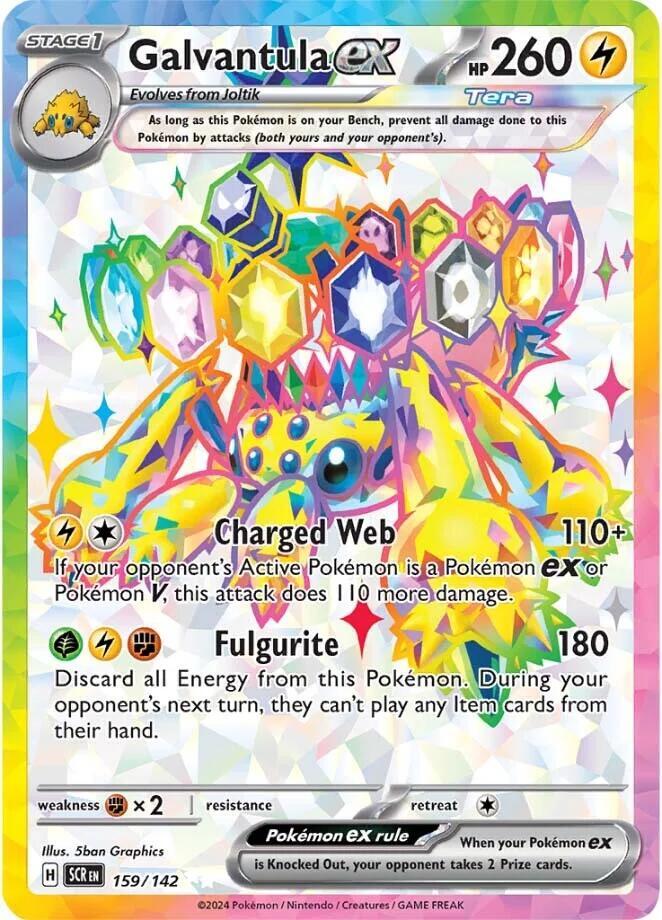 STAGE1
Galvantula ex
HP 260
Evolves from Joltik
Tera
As long as this Pokémon is on your Bench, prevent all damage done to this
Pokémon by attacks (both yours and your opponent's).
Charged Web 110+
If your opponent's Active Pokémon is a Pokémon ex or
Pokémon V, this attack does 110 more damage.
Fulgurite 180
Discard all Energy from this Pokémon. During your
opponent's next turn, they can't play any Item cards from
their hand.
weakness ×2 resistance retreat
Illus. 5ban Graphics
Pokémon ex rule
When your Pokémon ex
is Knocked Out, your opponent takes 2 Prize cards.
H SCR EN 159/142
©2024 Pokémon / Nintendo / Creatures / GAME FREAK